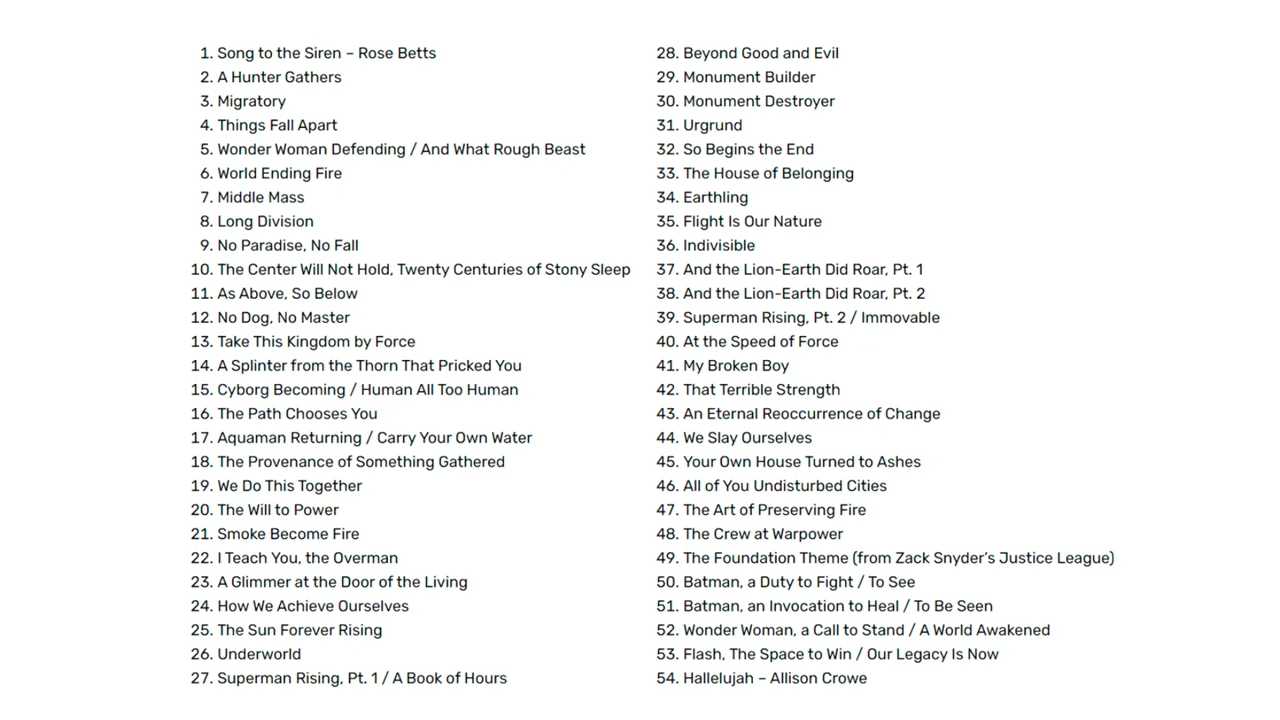 1. Song to the Siren – Rose Betts
2. A Hunter Gathers
3. Migratory
4. Things Fall Apart
5. Wonder Woman Defending / And What Rough Beast
6. World Ending Fire
7. Middle Mass
8. Long Division
9. No Paradise, No Fall
10. The Center Will Not Hold, Twenty Centuries of Stony Sleep
11. As Above, So Below
12. No Dog, No Master
13. Take This Kingdom by Force
14. A Splinter from the Thorn That Pricked You
15. Cyborg Becoming / Human All Too Human
16. The Path Chooses You
17. Aquaman Returning / Carry Your Own Water
18. The Provenance of Something Gathered
19. We Do This Together
20. The Will to Power
21. Smoke Become Fire
22. I Teach You, the Overman
23. A Glimmer at the Door of the Living
24. How We Achieve Ourselves
25. The Sun Forever Rising
26. Underworld
27. Superman Rising, Pt. 1 / A Book of Hours
28. Beyond Good and Evil
29. Monument Builder
30. Monument Destroyer
31. Urgrund
32. So Begins the End
33. The House of Belonging
34. Earthling
35. Flight Is Our Nature
36. Indivisible
37. And the Lion-Earth Did Roar, Pt. 1
38. And the Lion-Earth Did Roar, Pt. 2
39. Superman Rising, Pt. 2 / Immovable
40. At the Speed of Force
41. My Broken Boy
42. That Terrible Strength
43. An Eternal Reoccurrence of Change
44. We Slay Ourselves
45. Your Own House Turned to Ashes
46. All of You Undisturbed Cities
47. The Art of Preserving Fire
48. The Crew at Warpower
49. The Foundation Theme (from Zack Snyder’s Justice League)
50. Batman, a Duty to Fight / To See
51. Batman, an Invocation to Heal / To Be Seen
52. Wonder Woman, a Call to Stand / A World Awakened
53. Flash, The Space to Win / Our Legacy Is Now
54. Hallelujah – Allison Crowe